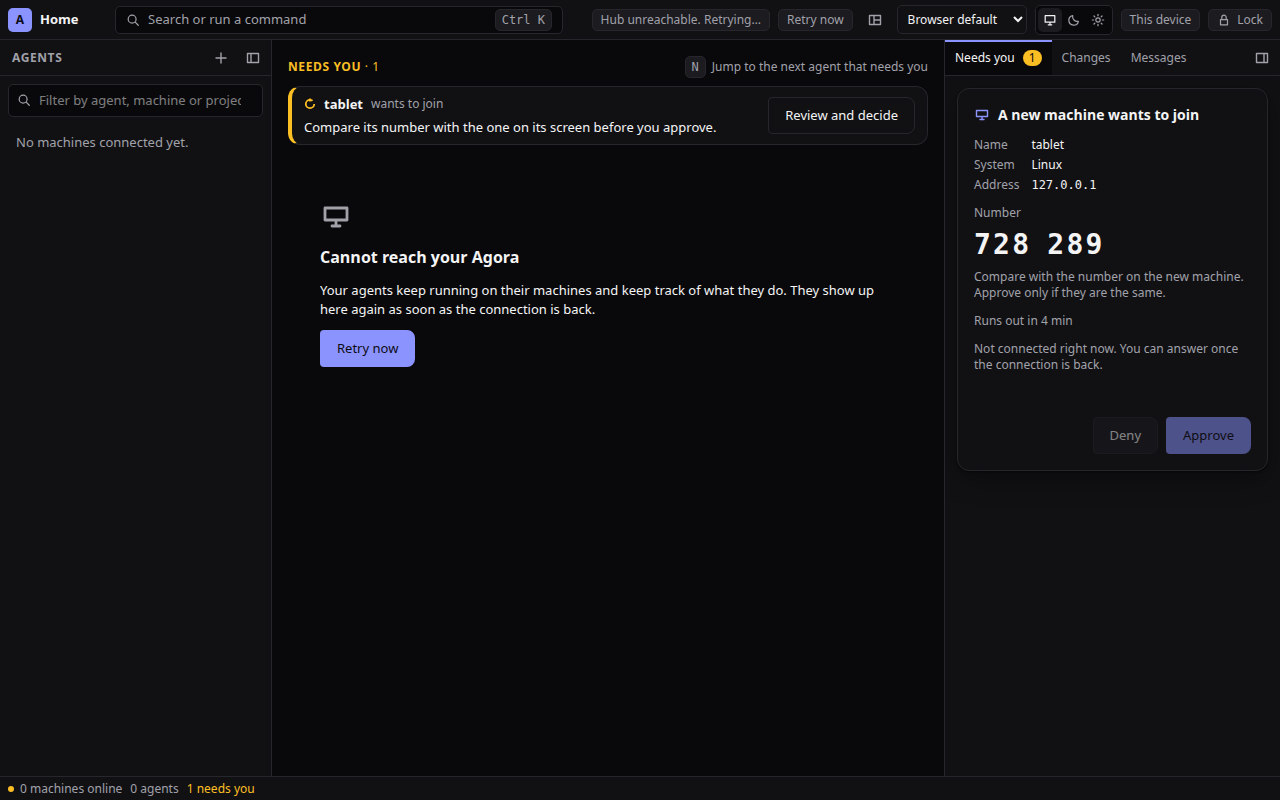 A Home
Search or run a command
Ctrl K
Hub unreachable. Retrying...
Retry now
Browser default
This device
Lock
AGENTS
Filter by agent, machine or projec
No machines connected yet.
NEEDS YOU · 1
N Jump to the next agent that needs you
tablet wants to join
Compare its number with the one on its screen before you approve.
Review and decide
Cannot reach your Agora
Your agents keep running on their machines and keep track of what they do. They show up
here again as soon as the connection is back.
Retry now
Needs you 1
Changes
Messages
A new machine wants to join
Name tablet
System Linux
Address 127.0.0.1
Number
728 289
Compare with the number on the new machine.
Approve only if they are the same.
Runs out in 4 min
Not connected right now. You can answer once
the connection is back.
Deny
Approve
0 machines online 0 agents 1 needs you